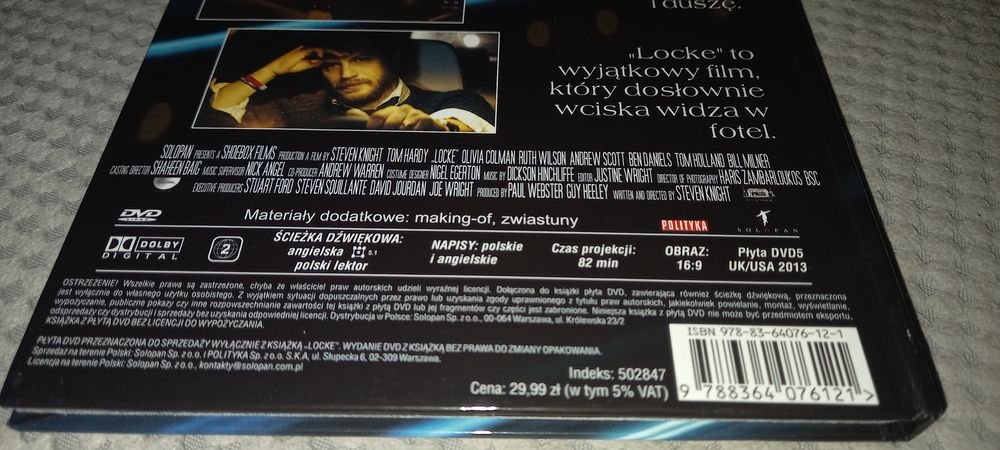 i duszę.
„Locke” to
wyjątkowy film,
który dosłownie
wciska widza w
fotel.
SOLOPAN PRESENTS A SHOEBOX FILMS PRODUCTION A FILM BY STEVEN KNIGHT TOM HARDY „LOCKE” OLIVIA COLMAN RUTH WILSON ANDREW SCOTT BEN DANIELS TOM HOLLAND BILL MILNER
CASTING DIRECTOR SHAHEEN BAIG MUSIC SUPERVISOR NICK ANGEL CO-PRODUCER ANDREW WARREN COSTUME DESIGNER NIGEL EGERTON MUSIC BY DICKSON HINCHLIFFE EDITOR JUSTINE WRIGHT DIRECTOR OF PHOTOGRAPHY HARIS ZAMBARLOUKOS BSC
EXECUTIVE PRODUCERS STUART FORD STEVEN SQUILLANTE DAVID JOURDAN JOE WRIGHT PRODUCED BY PAUL WEBSTER GUY HEELEY WRITTEN AND DIRECTED BY STEVEN KNIGHT
DVD VIDEO
Materiały dodatkowe: making-of, zwiastuny
POLITYKA
SOLOPAN
DOLBY DIGITAL
2
ŚCIEŻKA DŹWIĘKOWA:
angielska 5.1
polski lektor
NAPISY: polskie
i angielskie
Czas projekcji:
82 min
OBRAZ:
16:9
Płyta DVD5
UK/USA 2013
OSTRZEŻENIE! Wszelkie prawa są zastrzeżone, chyba że właściciel praw autorskich udzieli wyraźnej licencji. Dołączona do książki płyta DVD, zawierająca również ścieżkę dźwiękową, przeznaczona
jest wyłącznie do własnego użytku osobistego. Z wyjątkiem sytuacji dopuszczalnych przez prawo lub uzyskania zgody uprawnionego z tytułu praw autorskich, jakiekolwiek powielanie, montaż, wyświetlanie,
wypożyczanie, publiczne pokazy czy inne rozpowszechnianie zawartości tej książki z płytą DVD lub jej fragmentów czy części jest zabronione. Niniejsza książka z płytą DVD nie może być przedmiotem eksportu,
odsprzedaży czy dystrybucji i sprzedaży bez uzyskania odpowiedniej licencji. Dystrybucja w Polsce: Solopan Sp. z o.o., 00-064 Warszawa, ul. Królewska 23/2
KSIĄŻKA Z PŁYTĄ DVD BEZ LICENCJI DO WYPOŻYCZANIA.
PŁYTA DVD PRZEZNACZONA DO SPRZEDAŻY WYŁĄCZNIE Z KSIĄŻKĄ „LOCKE”. WYDANIE DVD Z KSIĄŻKĄ BEZ PRAWA DO ZMIANY OPAKOWANIA.
Sprzedaż na terenie Polski: Solopan Sp. z o.o. i POLITYKA Sp. z o.o. S.K.A, ul. Słupecka 6, 02-309 Warszawa.
Licencja na terenie Polski: Solopan Sp. z o.o., kontakty@solopan.com.pl
Indeks: 502847
Cena: 29,99 zł (w tym 5% VAT)
ISBN 978-83-64076-12-1
9 788364 076121 >